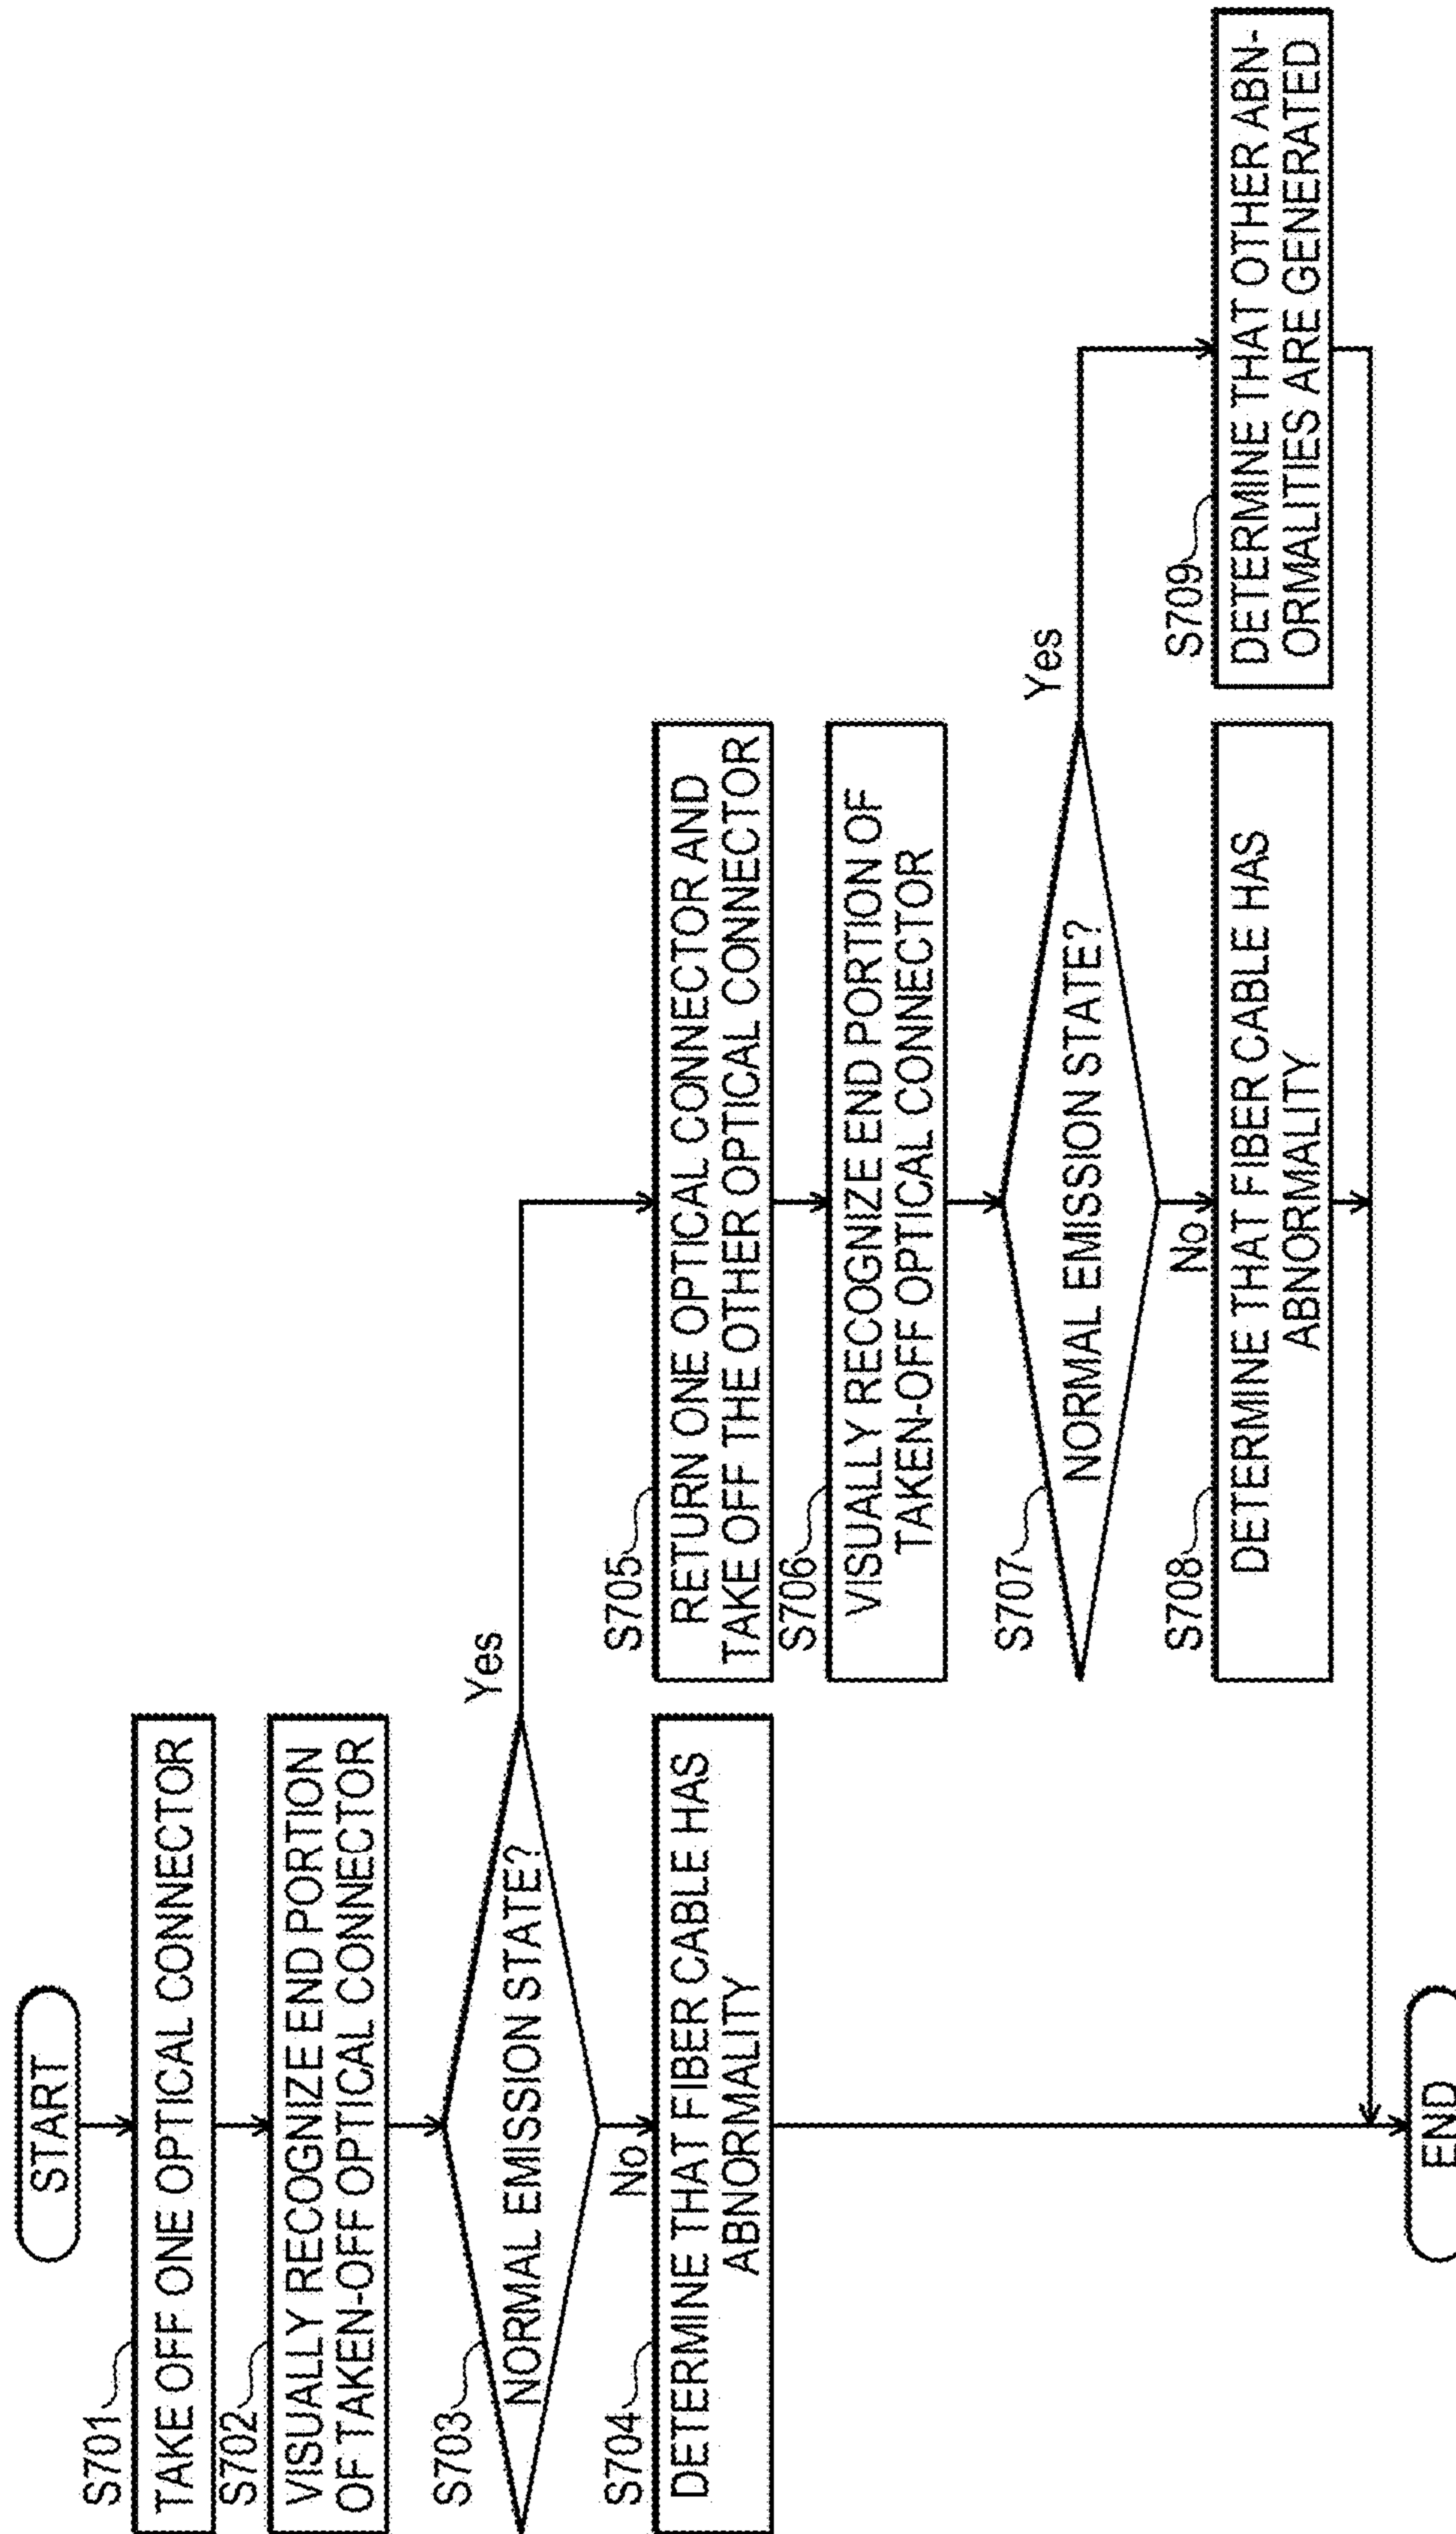 START
S701
TAKE OFF ONE OPTICAL CONNECTOR
S702
VISUALLY RECOGNIZE END PORTION
OF TAKEN-OFF OPTICAL CONNECTOR
S703
NORMAL EMISSION STATE?
Yes
No
S704
DETERMINE THAT FIBER CABLE HAS
ABNORMALITY
S705
RETURN ONE OPTICAL CONNECTOR AND
TAKE OFF THE OTHER OPTICAL CONNECTOR
S706
VISUALLY RECOGNIZE END PORTION OF
TAKEN-OFF OPTICAL CONNECTOR
S707
NORMAL EMISSION STATE?
Yes
No
S708
DETERMINE THAT FIBER CABLE HAS
ABNORMALITY
S709
DETERMINE THAT OTHER ABN-
ORMALITIES ARE GENERATED
END